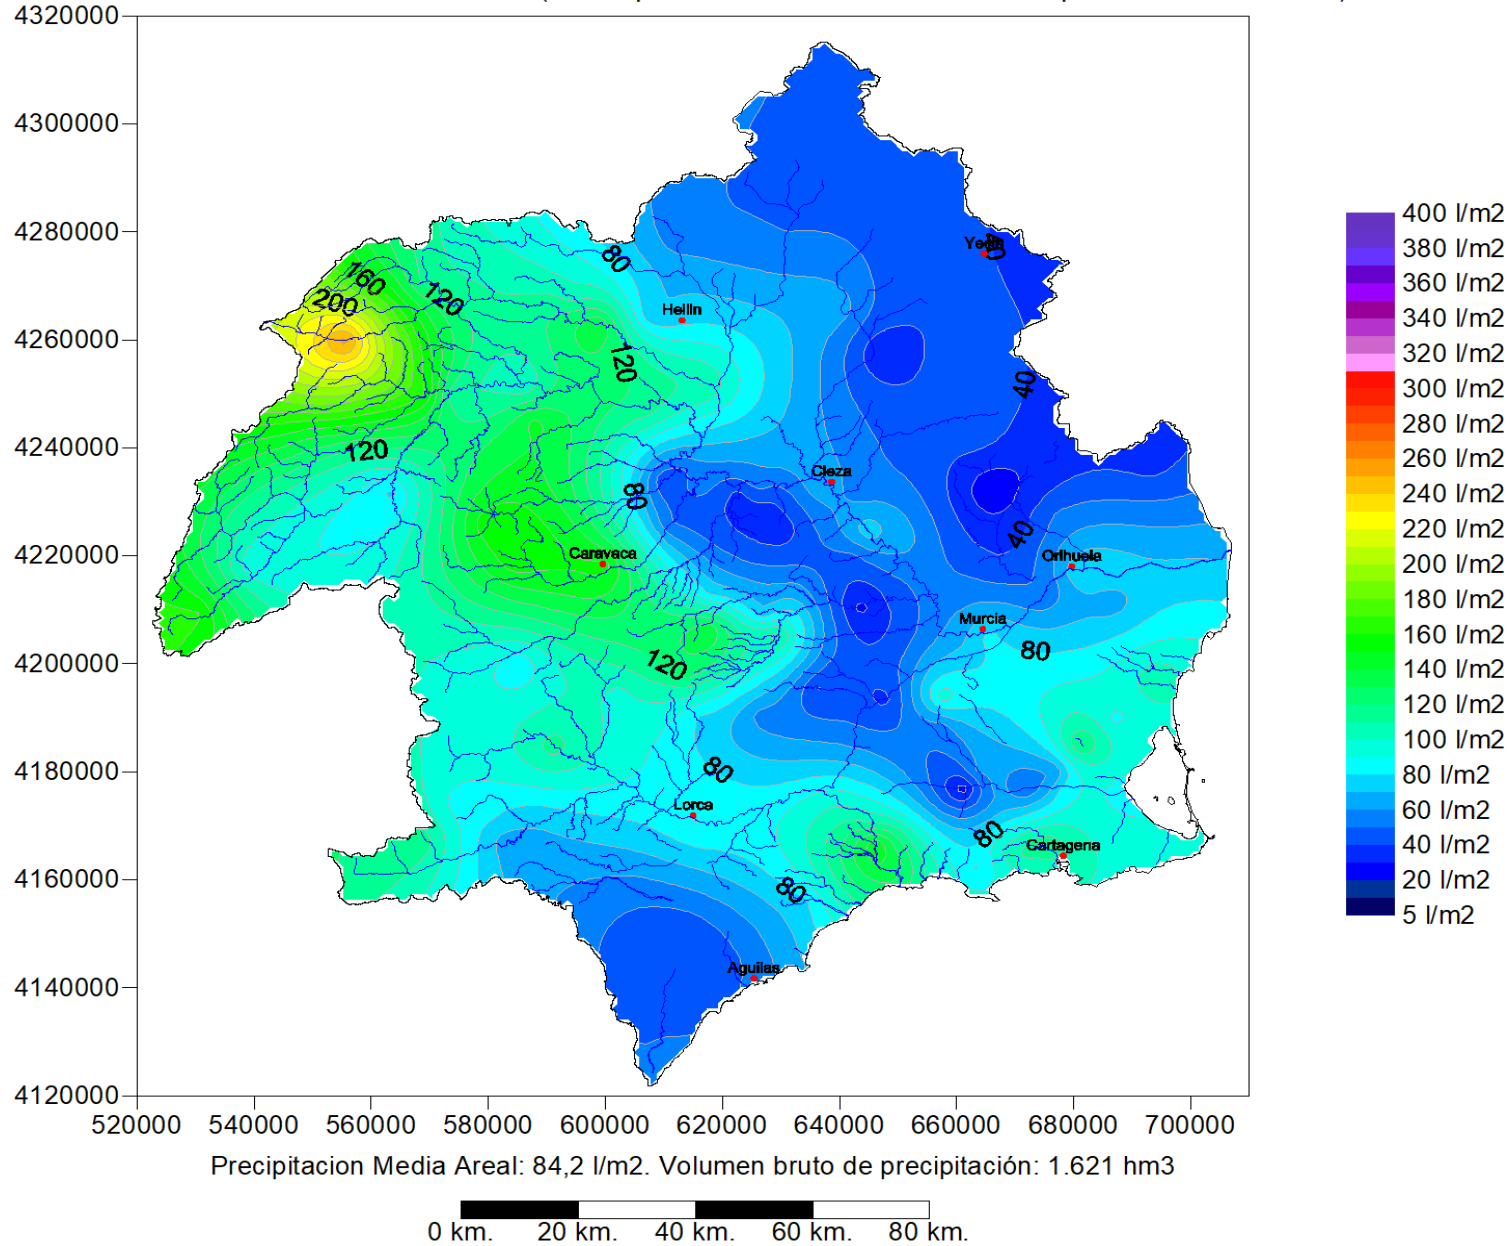 4320000
4300000
4280000
4260000
4240000
4220000
4200000
4180000
4160000
4140000
4120000
520000 540000 560000 580000 600000 620000 640000 660000 680000 700000
160
200
120
80
Hellin
40
120
40
120
80
Cieza
40
Caravaca
Orihuela
Murcia
120
80
80
Lorca
80
Cartagena
80
Aguilas
400 l/m2
380 l/m2
360 l/m2
340 l/m2
320 l/m2
300 l/m2
280 l/m2
260 l/m2
240 l/m2
220 l/m2
200 l/m2
180 l/m2
160 l/m2
140 l/m2
120 l/m2
100 l/m2
80 l/m2
60 l/m2
40 l/m2
20 l/m2
5 l/m2
Precipitacion Media Areal: 84,2 l/m2. Volumen bruto de precipitación: 1.621 hm3
0 km. 20 km. 40 km. 60 km. 80 km.